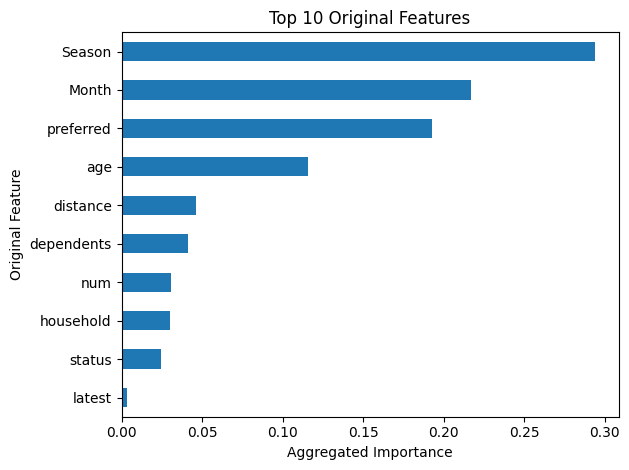 Top 10 Original Features
Original Feature
Season
Month
preferred
age
distance
dependents
num
household
status
latest
0.00 0.05 0.10 0.15 0.20 0.25 0.30
Aggregated Importance